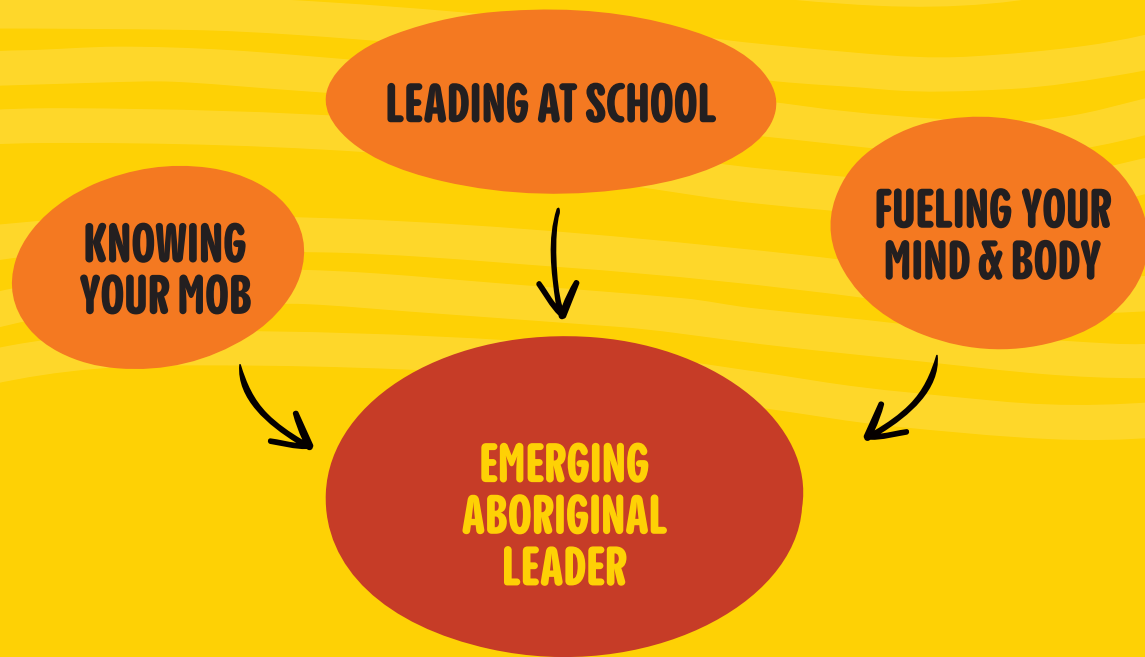 LEADING AT SCHOOL
KNOWING
YOUR MOB
FUELING YOUR
MIND & BODY
EMERGING
ABORIGINAL
LEADER